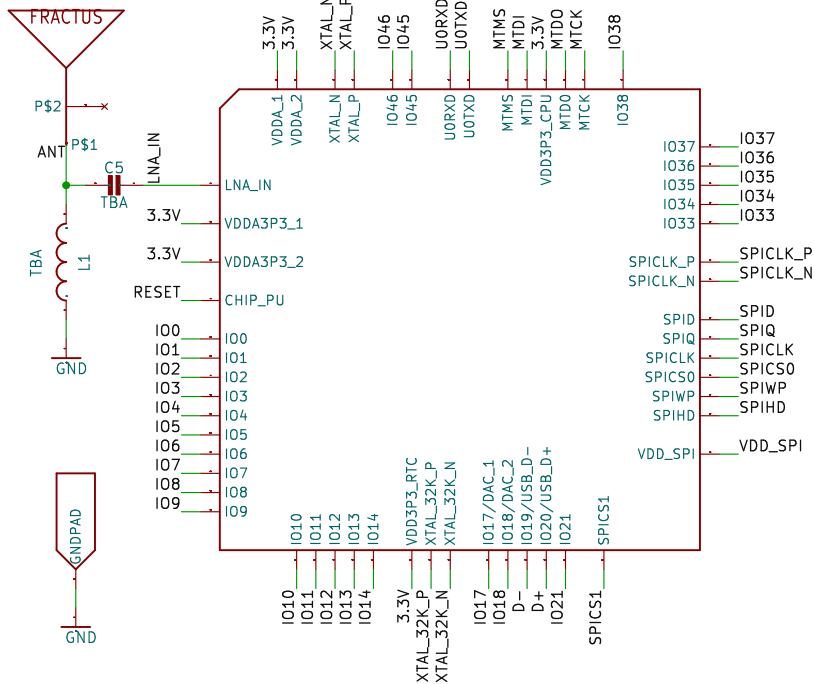 FRACTUS
3.3V
3.3V
XTAL_N
XTAL_P
IO46
IO45
U0RXD
U0TXD
MTMS
MTDI
3.3V
MTDO
MTCK
IO38
VDDA_1
VDDA_2
XTAL_N
XTAL_P
IO46
IO45
U0RXD
U0TXD
MTMS
MTDI
VDD3P3_CPU
MTDO
MTCK
IO38
P$2
P$1
ANT
C5
TBA
LNA_IN
LNA_IN
3.3V
VDDA3P3_1
3.3V
VDDA3P3_2
RESET
CHIP_PU
TBA
L1
GND
IO0
IO0
IO1
IO1
IO2
IO2
IO3
IO3
IO4
IO4
IO5
IO5
IO6
IO6
IO7
IO7
IO8
IO8
IO9
IO9
IO37
IO37
IO36
IO36
IO35
IO35
IO34
IO34
IO33
IO33
SPICLK_P
SPICLK_P
SPICLK_N
SPICLK_N
SPID
SPID
SPIQ
SPIQ
SPICLK
SPICLK
SPICS0
SPICS0
SPIWP
SPIWP
SPIHD
SPIHD
VDD_SPI
VDD_SPI
GNDPAD
GND
IO10
IO11
IO12
IO13
IO14
VDD3P3_RTC
XTAL_32K_P
XTAL_32K_N
IO17/DAC_1
IO18/DAC_2
IO19/USB_D-
IO20/USB_D+
IO21
SPICS1
IO10
IO11
IO12
IO13
IO14
3.3V
XTAL_32K_P
XTAL_32K_N
IO17
IO18
D-
D+
IO21
SPICS1